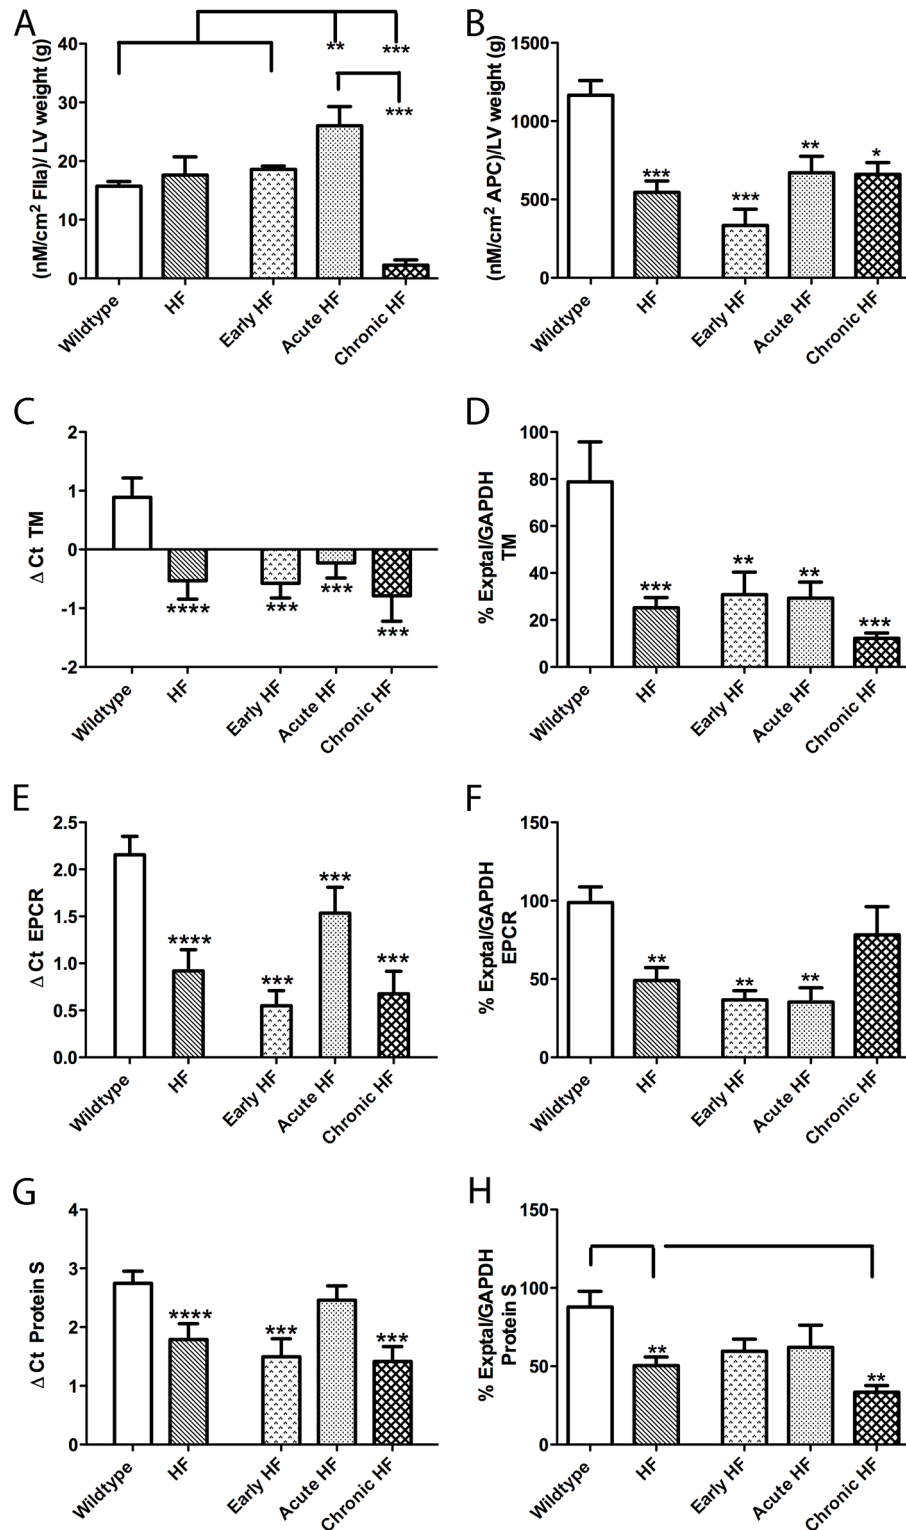 A
(nM/cm2 FIIa)/ LV weight (g)
40
30
20
10
0
**
***
***
Wildtype
HF
Early HF
Acute HF
Chronic HF
B
(nM/cm2 APC)/LV weight (g)
1500
1000
500
0
***
***
**
*
Wildtype
HF
Early HF
Acute HF
Chronic HF
C
Δ Ct TM
2
1
0
-1
-2
****
***
***
***
Wildtype
HF
Early HF
Acute HF
Chronic HF
D
% Exptal/GAPDH
TM
100
80
60
40
20
0
***
**
**
***
Wildtype
HF
Early HF
Acute HF
Chronic HF
E
Δ Ct EPCR
2.5
2.0
1.5
1.0
0.5
0.0
****
***
***
***
Wildtype
HF
Early HF
Acute HF
Chronic HF
F
% Exptal/GAPDH
EPCR
150
100
50
0
**
**
**
Wildtype
HF
Early HF
Acute HF
Chronic HF
G
Δ Ct Protein S
4
3
2
1
0
****
***
***
Wildtype
HF
Early HF
Acute HF
Chronic HF
H
% Exptal/GAPDH
Protein S
150
100
50
0
**
**
Wildtype
HF
Early HF
Acute HF
Chronic HF